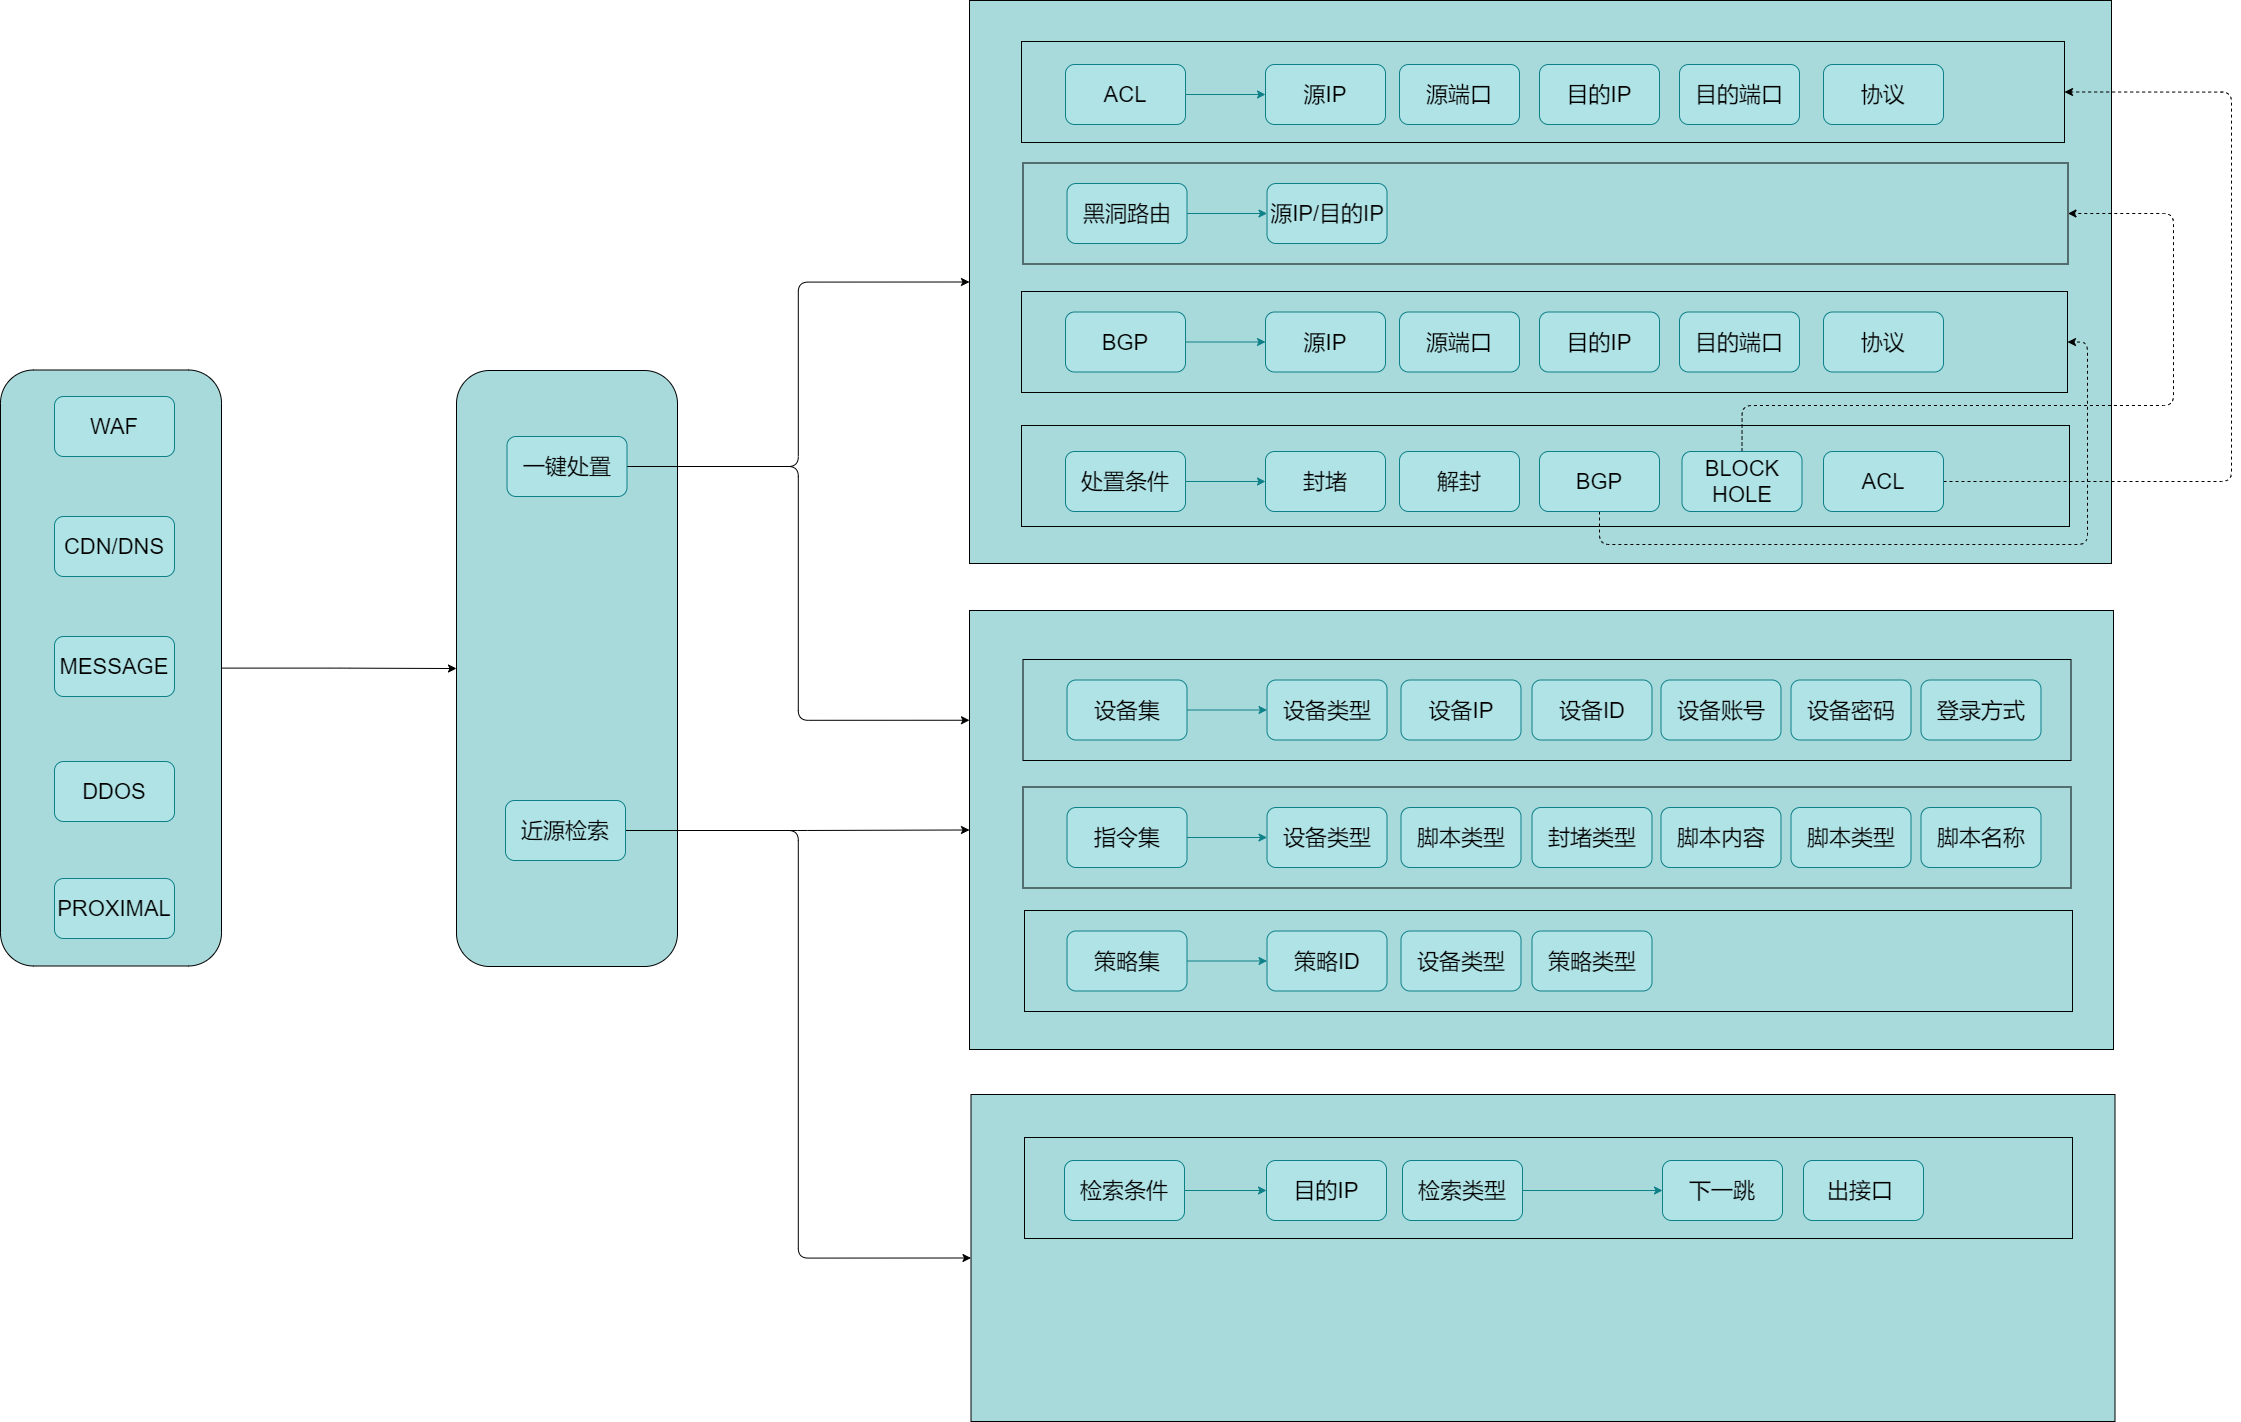 WAF
CDN/DNS
MESSAGE
DDOS
PROXIMAL
一键处置
近源检索
ACL
源IP
源端口
目的IP
目的端口
协议
黑洞路由
源IP/目的IP
BGP
源IP
源端口
目的IP
目的端口
协议
处置条件
封堵
解封
BGP
BLOCK
HOLE
ACL
设备集
设备类型
设备IP
设备ID
设备账号
设备密码
登录方式
指令集
设备类型
脚本类型
封堵类型
脚本内容
脚本类型
脚本名称
策略集
策略ID
设备类型
策略类型
检索条件
目的IP
检索类型
下一跳
出接口